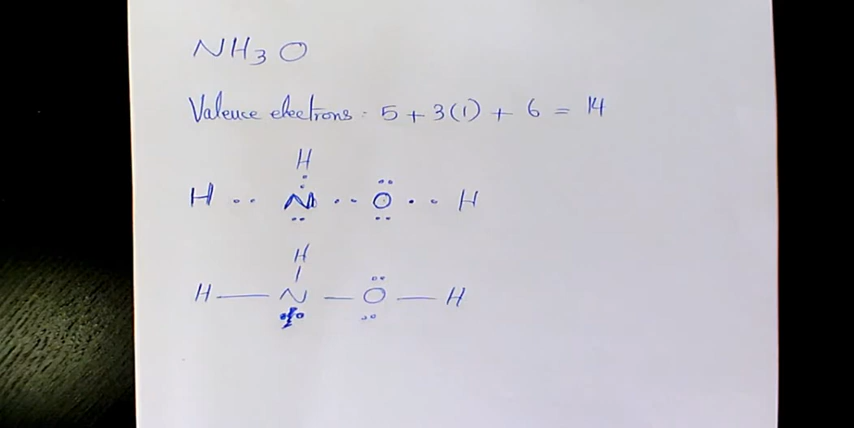 NH3O
Valence electrons: 5 + 3(1) + 6 = 14
H
H ·· N ·· O ·· H
H
H — N — O — H